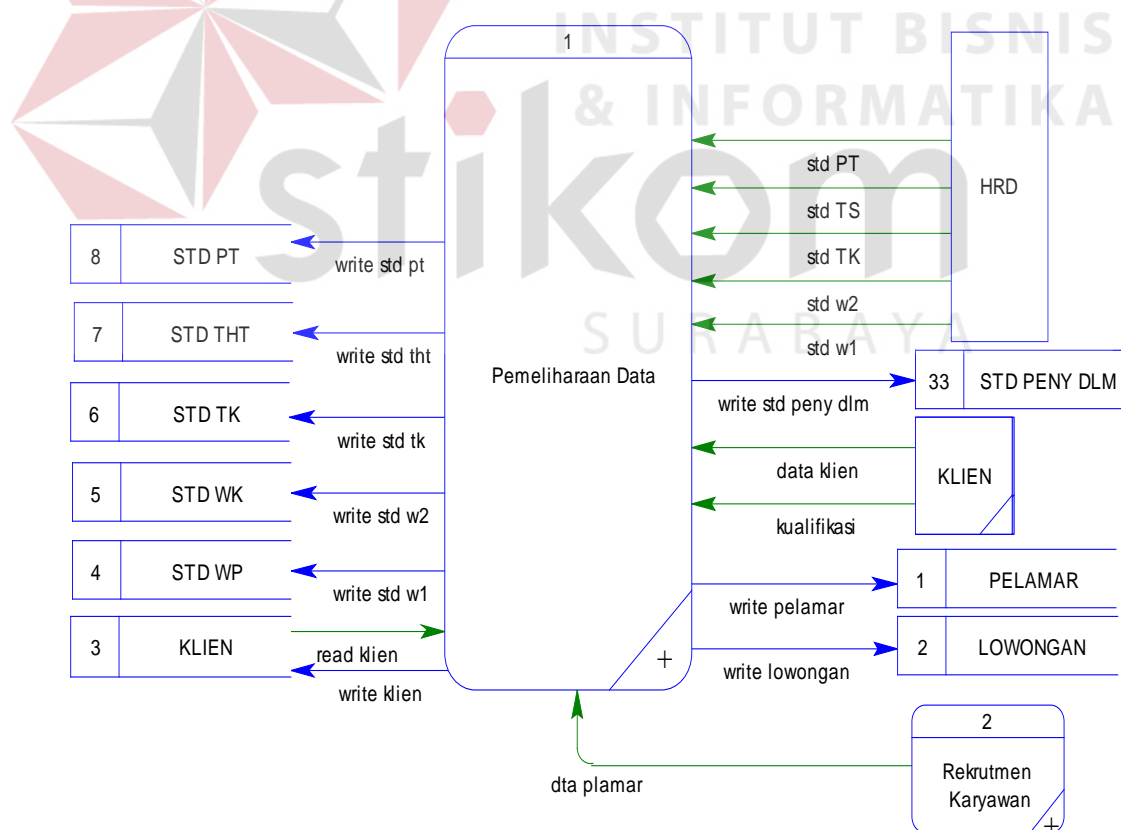 INSTITUT BISNIS
& INFORMATIKA
stikom
SURABAYA
1
Pemeliharaan Data
+
HRD
std PT
std TS
std TK
std w2
std w1
8 STD PT
write std pt
7 STD THT
write std tht
6 STD TK
write std tk
5 STD WK
write std w2
4 STD WP
write std w1
3 KLIEN
read klien
write klien
33 STD PENY DLM
write std peny dlm
KLIEN
data klien
kualifikasi
1 PELAMAR
write pelamar
2 LOWONGAN
write lowongan
2
Rekrutmen
Karyawan
+
dta plamar